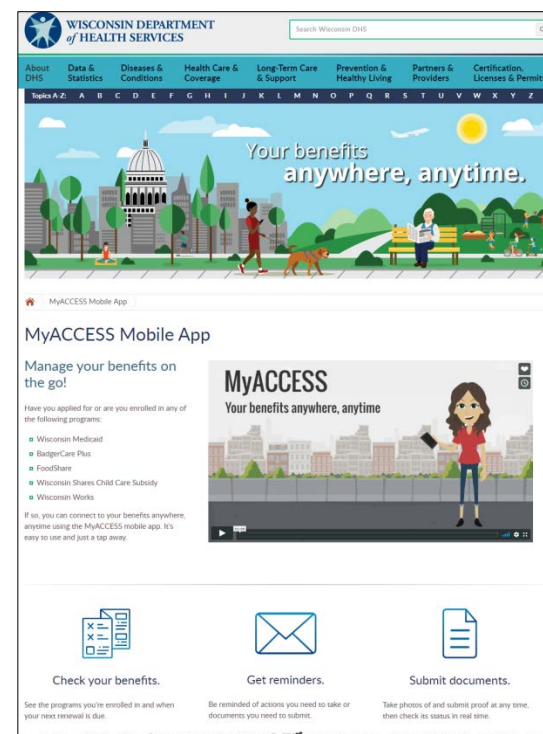 WISCONSIN DEPARTMENT
of HEALTH SERVICES
Search Wisconsin DHS
About DHS
Data & Statistics
Diseases & Conditions
Health Care & Coverage
Long-Term Care & Support
Prevention & Healthy Living
Partners & Providers
Certification, Licenses & Permit
Topics A-Z: A B C D E F G H I J K L M N O P Q R S T U V W X Y Z
Your benefits
anywhere, anytime.
MyACCESS Mobile App
MyACCESS Mobile App
Manage your benefits on
the go!
Have you applied for or are you enrolled in any of
the following programs:
Wisconsin Medicaid
BadgerCare Plus
FoodShare
Wisconsin Shares Child Care Subsidy
Wisconsin Works
If so, you can connect to your benefits anywhere,
anytime using the MyACCESS mobile app. It's
easy to use and just a tap away.
MyACCESS
Your benefits anywhere, anytime
Check your benefits.
See the programs you're enrolled in and when
your next renewal is due.
Get reminders.
Be reminded of actions you need to take or
documents you need to submit.
Submit documents.
Take photos of and submit proof at any time,
then check its status in real time.